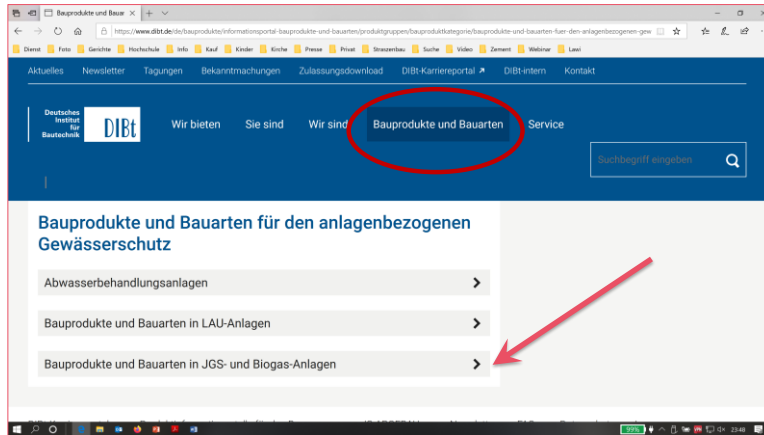 Bauprodukte und Bauar
https://www.dibt.de/de/bauprodukte/informationsportal-bauprodukte-und-bauarten/produktgruppen/bauproduktkategorie/bauprodukte-und-bauarten-fuer-den-anlagenbezogenen-gew
Dienst Foto Gerichte Hochschule Info Kauf Kinder Kirche Presse Privat Strassenbau Suche Video Zement Webinar Lawi
Aktuelles Newsletter Tagungen Bekanntmachungen Zulassungsdownload DIBt-Karriereportal DIBt-intern Kontakt
Deutsches
Institut
für
Bautechnik
DIBt
Wir bieten Sie sind Wir sind Bauprodukte und Bauarten Service
Suchbegriff eingeben
Bauprodukte und Bauarten für den anlagenbezogenen
Gewässerschutz
Abwasserbehandlungsanlagen
Bauprodukte und Bauarten in LAU-Anlagen
Bauprodukte und Bauarten in JGS- und Biogas-Anlagen
99% 23:48